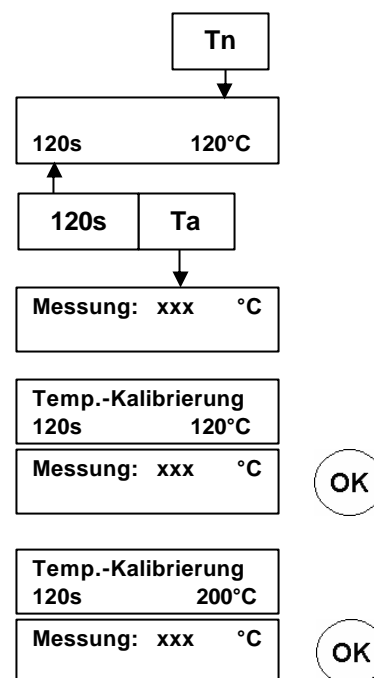 Tn
120s 120°C
120s Ta
Messung: xxx °C
Temp.-Kalibrierung
120s 120°C
Messung: xxx °C
OK
Temp.-Kalibrierung
120s 200°C
Messung: xxx °C
OK